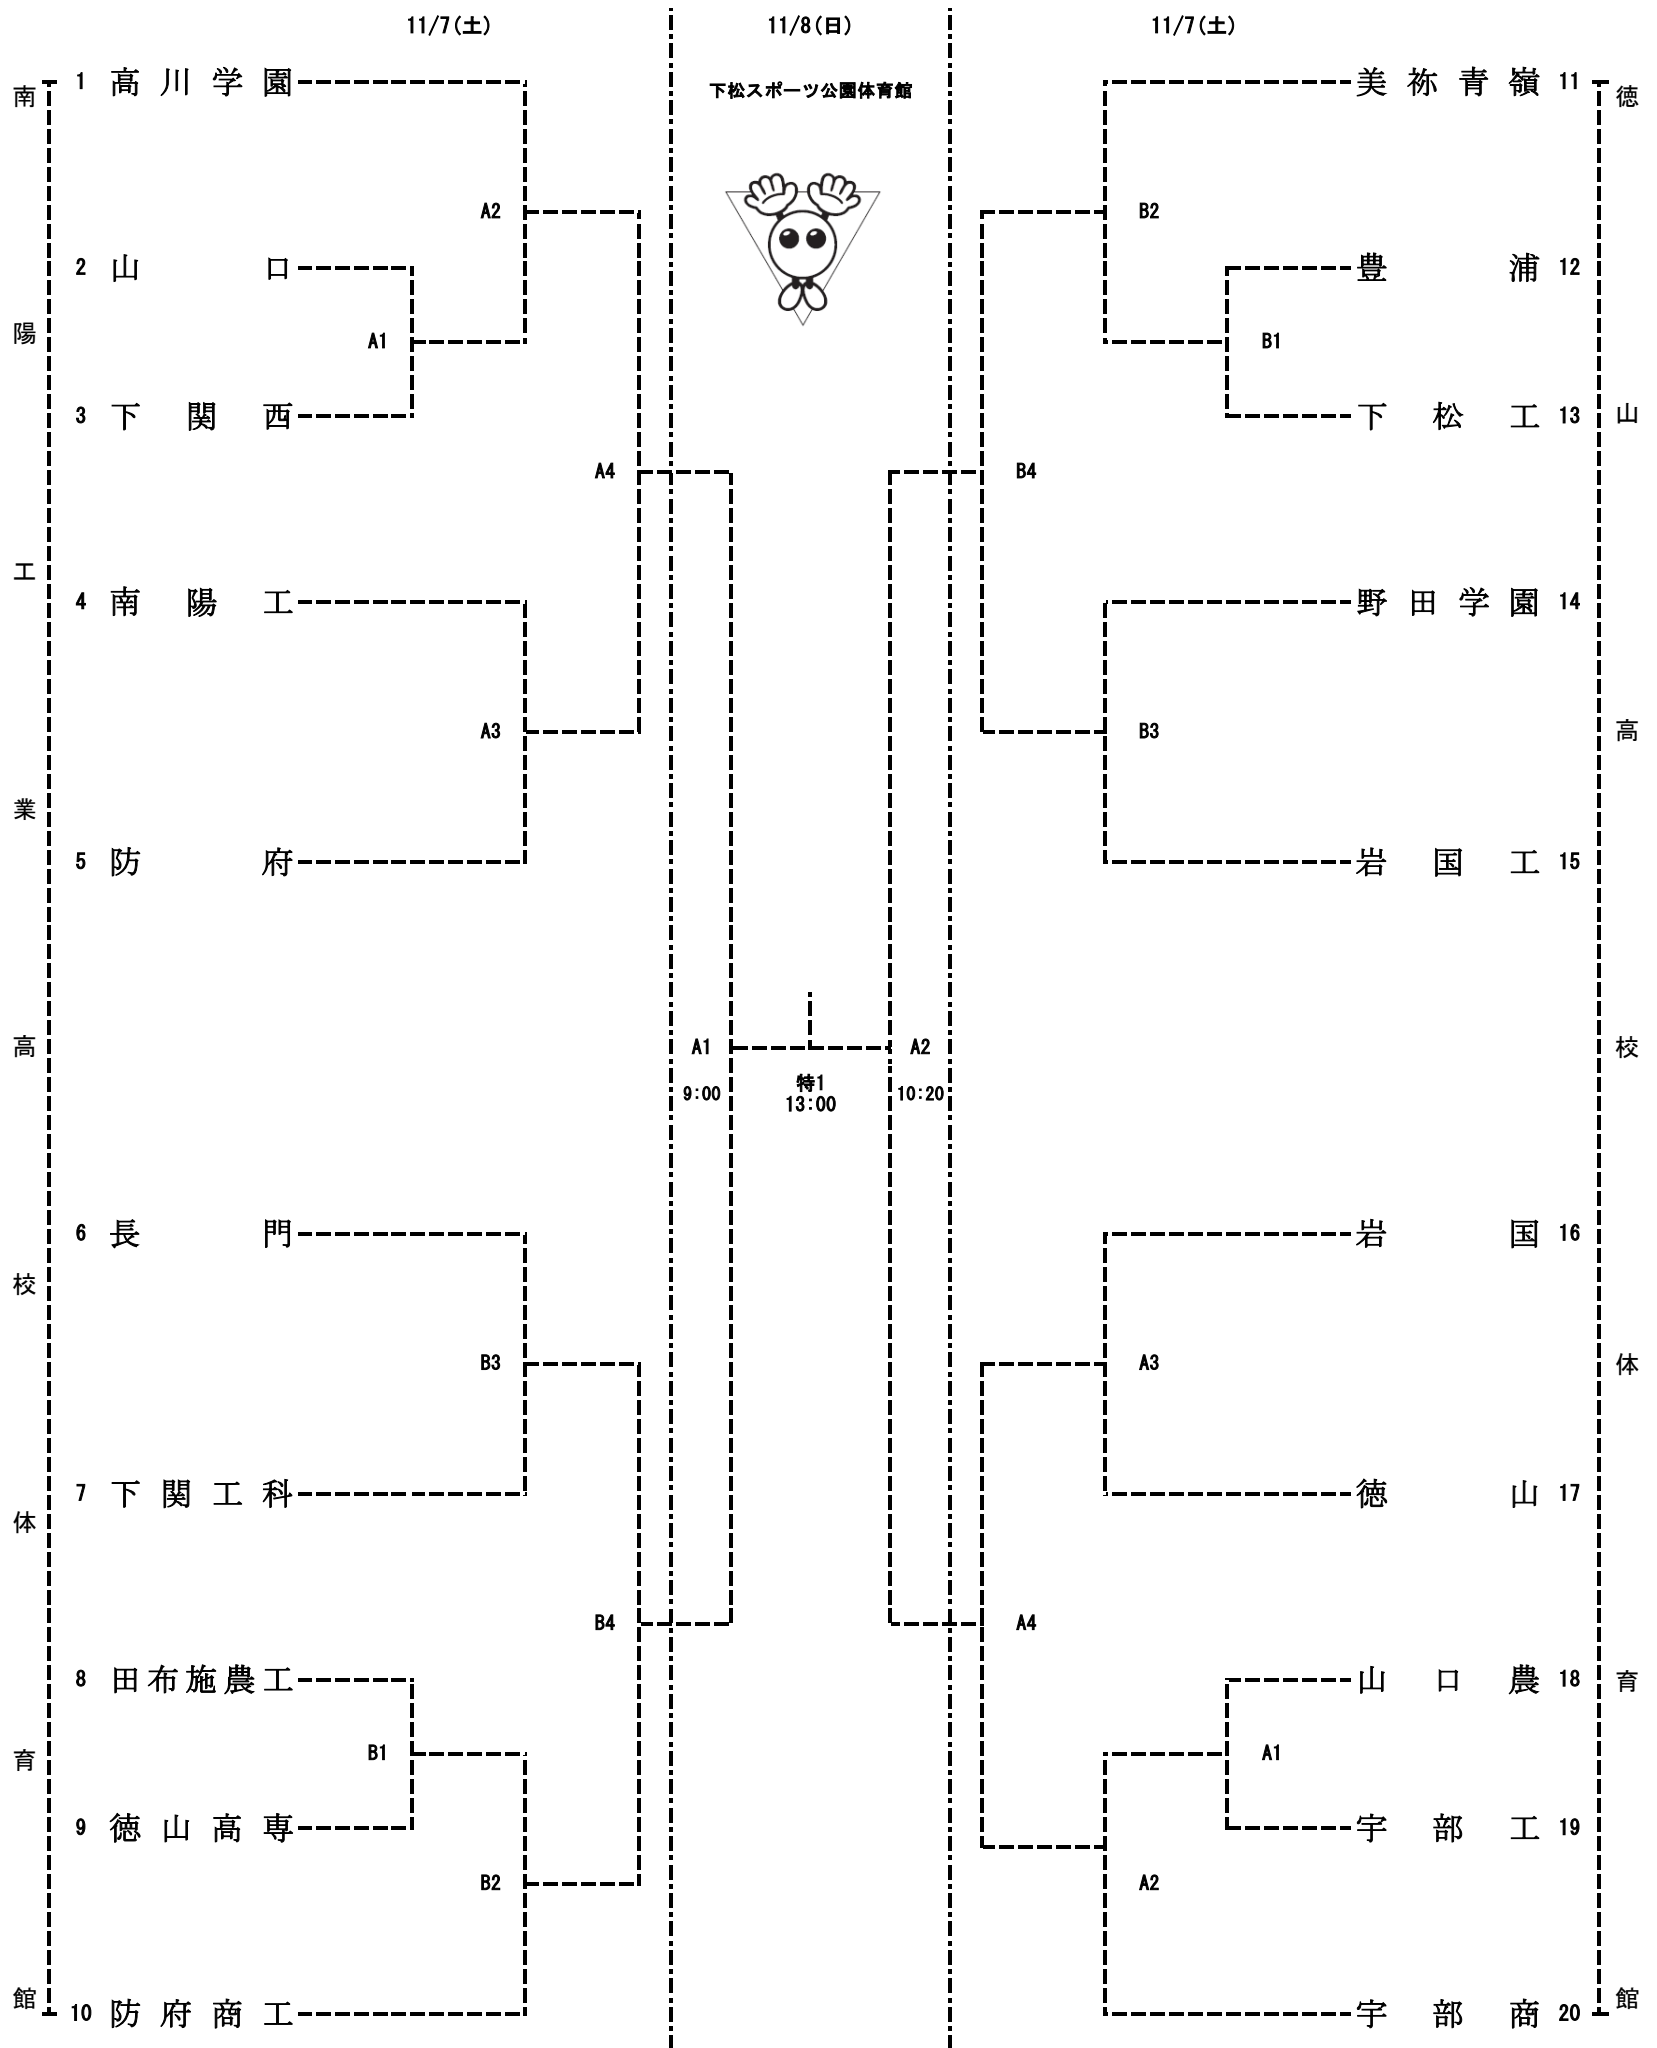 11/7(土)
11/8(日)
11/7(土)
下松スポーツ公園体育館
南陽工業高校体育館
1 高川学園
2 山口
3 下関西
4 南陽工
5 防府
6 長門
7 下関工科
8 田布施農工
9 徳山高専
10 防府商工
A2
A1
A4
A3
B3
B4
B1
B2
A1
9:00
特1
13:00
A2
10:20
B2
B1
B4
B3
A3
A4
A1
A2
美祢青嶺 11
豊浦 12
下松工 13
野田学園 14
岩国工 15
岩国 16
徳山 17
山口農 18
宇部工 19
宇部商 20
徳山高校体育館